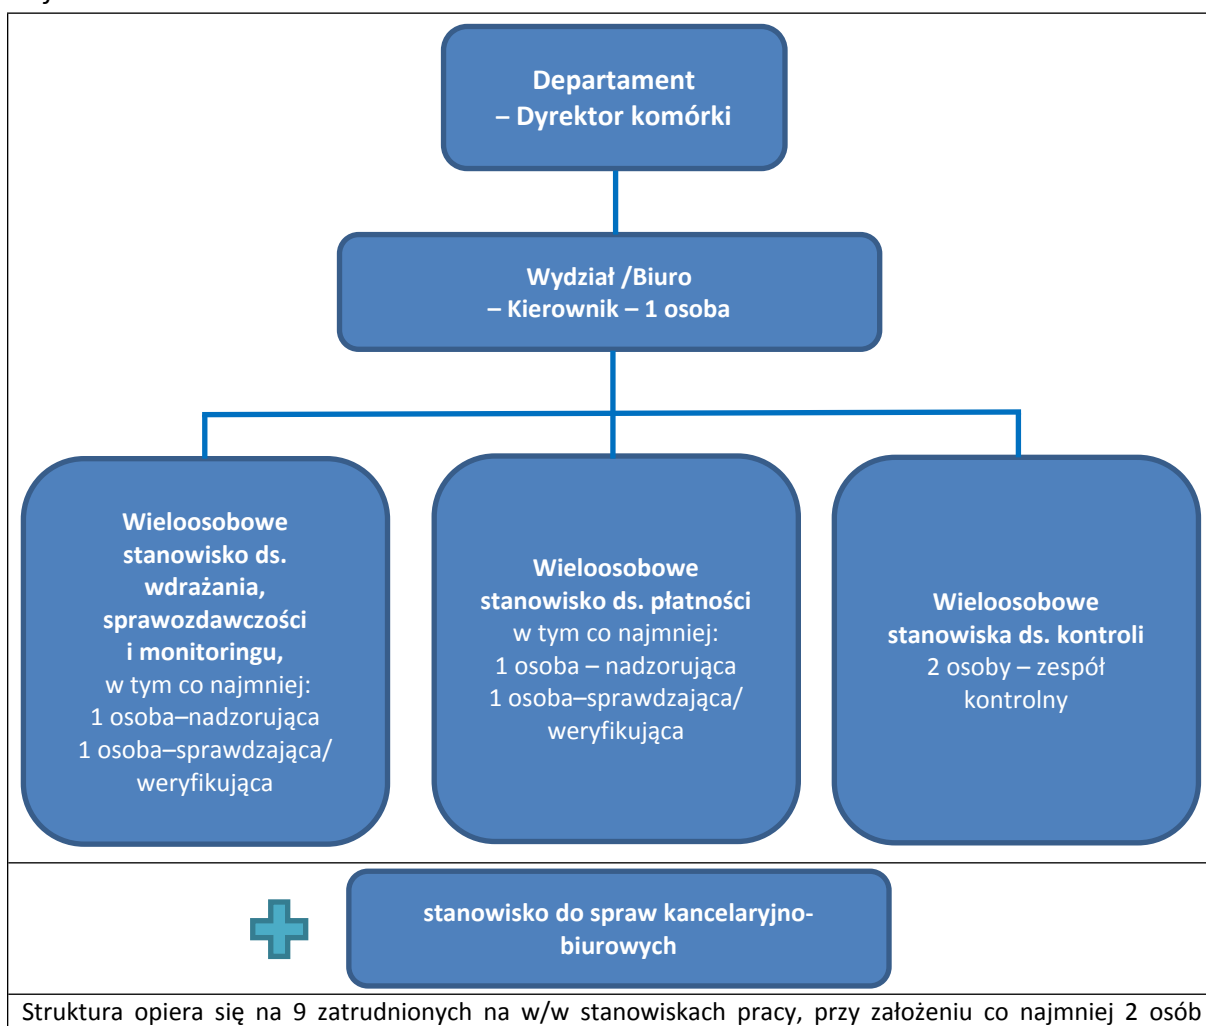 Departament
– Dyrektor komórki
Wydział /Biuro
– Kierownik – 1 osoba
Wieloosobowe
stanowisko ds.
wdrażania,
sprawozdawczości
i monitoringu,
w tym co najmniej:
1 osoba–nadzorująca
1 osoba–sprawdzająca/
weryfikująca
Wieloosobowe
stanowisko ds. płatności
w tym co najmniej:
1 osoba – nadzorująca
1 osoba–sprawdzająca/
weryfikująca
Wieloosobowe
stanowiska ds. kontroli
2 osoby – zespół
kontrolny
stanowisko do spraw kancelaryjno-
biurowych
Struktura opiera się na 9 zatrudnionych na w/w stanowiskach pracy, przy założeniu co najmniej 2 osób